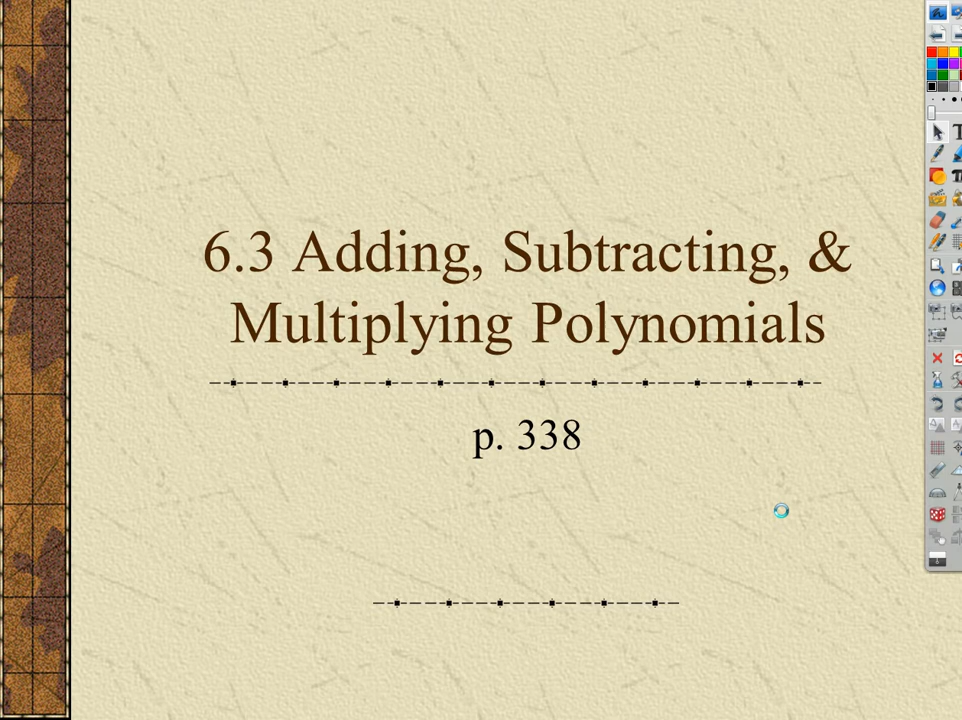 6.3 Adding, Subtracting, &
Multiplying Polynomials
p. 338